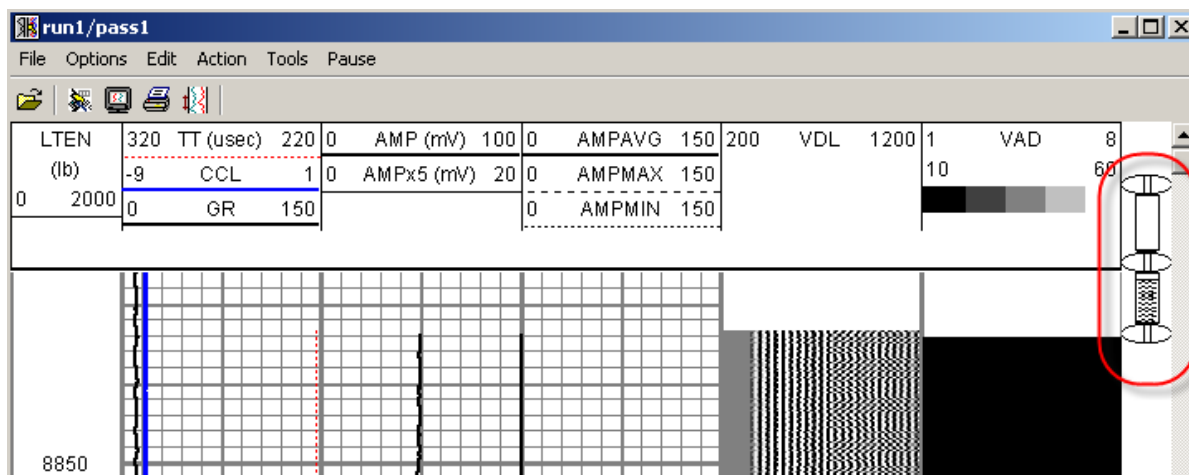 run1/pass1
File Options Edit Action Tools Pause
LTEN 320 TT (usec) 220 0 AMP (mV) 100 0 AMPAVG 150 200 VDL 1200 1 VAD 8
(lb) -9 CCL 1 0 AMPx5 (mV) 20 0 AMPMAX 150 10 60
0 2000 0 GR 150 0 AMPMIN 150
8850